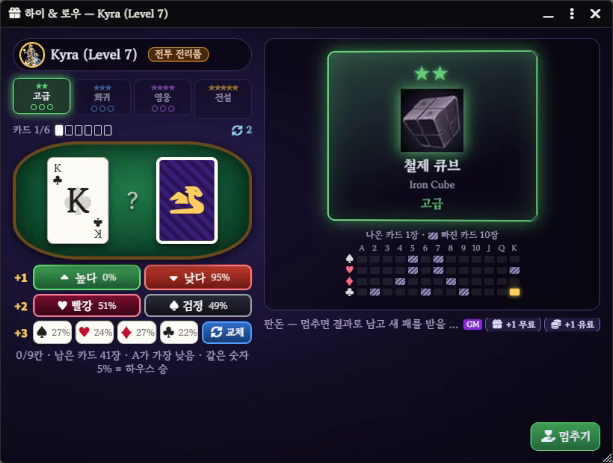 하이 & 로우 — Kyra (Level 7)
Kyra (Level 7) 전투 전리품
★★ ★★★ ★★★★ ★★★★★
고급 희귀 영웅 전설
카드 1/6 2
K
K
K
?
+1 높다 0% 낮다 95%
+2 빨강 51% 검정 49%
+3 ♠ 27% ♥ 24% ♦ 27% ♣ 22% 교체
0/9칸 · 남은 카드 41장 · A가 가장 낮음 · 같은 숫자
5% = 하우스 승
★★
철제 큐브
Iron Cube
고급
나온 카드 1장 · 빠진 카드 10장
A 2 3 4 5 6 7 8 9 10 J Q K
♠
♥
♦
♣
판돈 — 멈추면 결과로 남고 새 패를 받을 ... GM +1 무료 +1 유료
멈추기